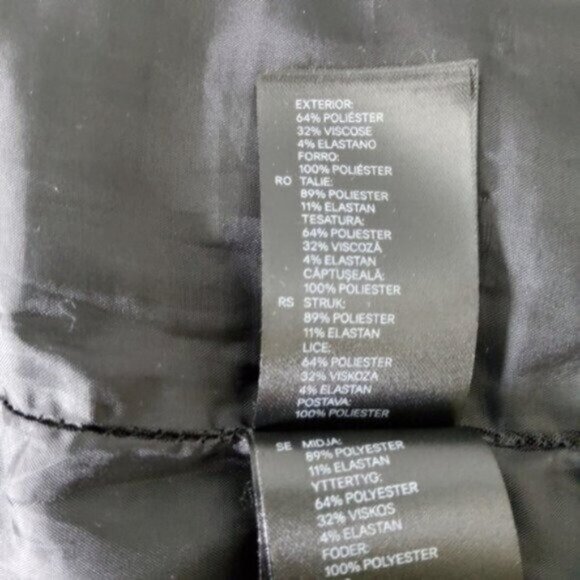 EXTERIOR:
64% POLIÉSTER
32% VISCOSE
4% ELASTANO
FORRO:
100% POLIÉSTER
RO TALIE:
89% POLIESTER
11% ELASTAN
TESATURA:
64% POLIESTER
32% VISCOZĂ
4% ELASTAN
CĂPTUŞEALĂ:
100% POLIESTER
RS STRUK:
89% POLIESTER
11% ELASTAN
LICE:
64% POLIESTER
32% VISKOZA
4% ELASTAN
POSTAVA:
100% POLIESTER
SE MIDJA:
89% POLYESTER
11% ELASTAN
YTTERTYG:
64% POLYESTER
32% VISKOS
4% ELASTAN
FODER:
100% POLYESTER